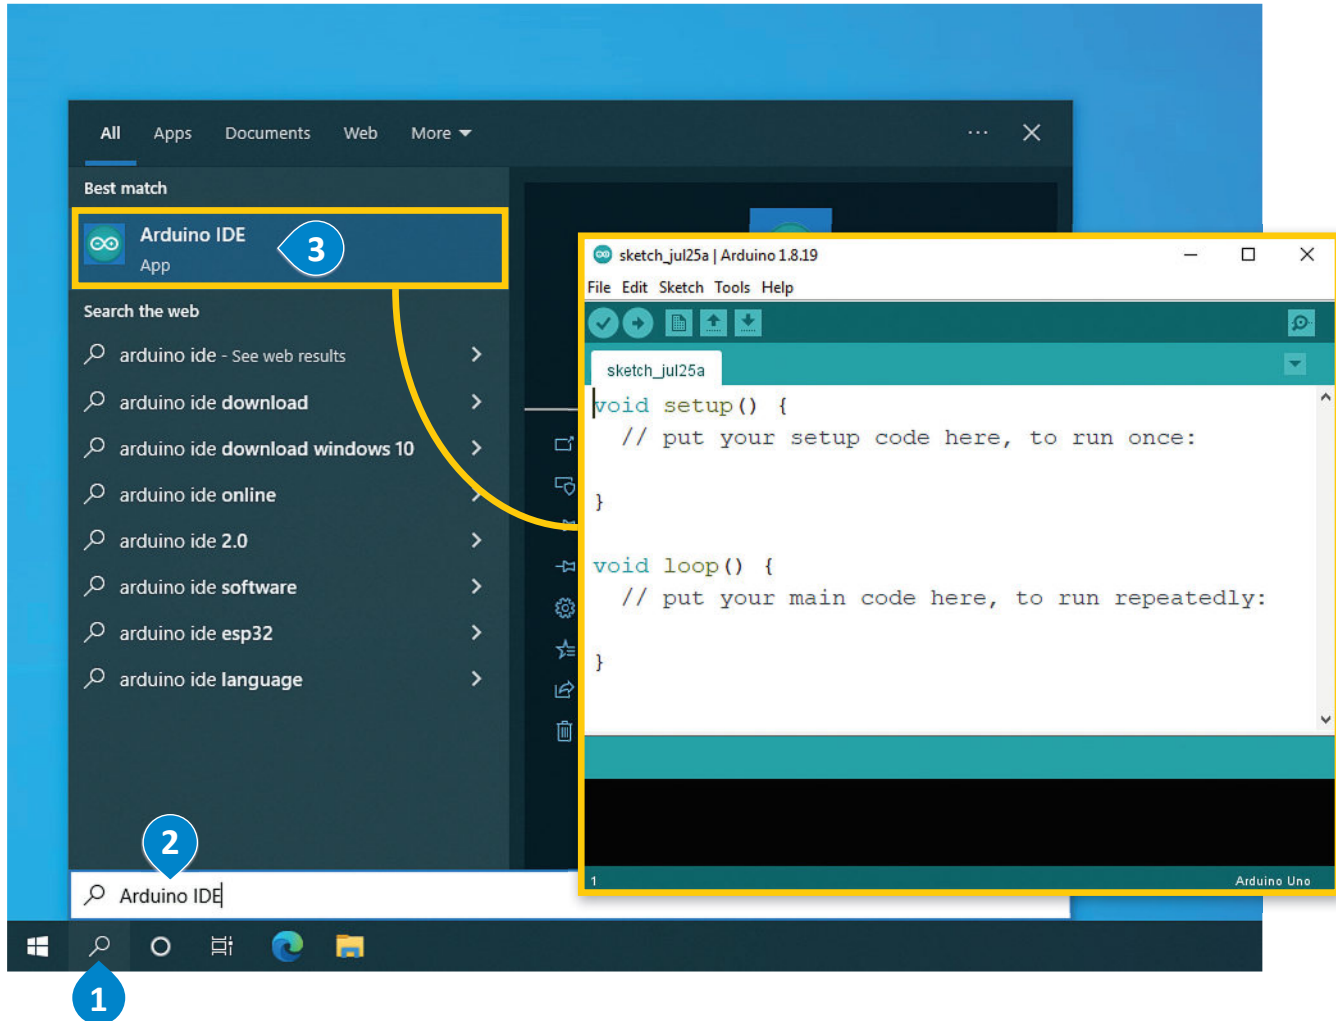 All Apps Documents Web More
Best match
Arduino IDE
App
3
Search the web
arduino ide - See web results
arduino ide download
arduino ide download windows 10
arduino ide online
arduino ide 2.0
arduino ide software
arduino ide esp32
arduino ide language
2
Arduino IDE
1
sketch_jul25a | Arduino 1.8.19
File Edit Sketch Tools Help
sketch_jul25a
void setup() {
// put your setup code here, to run once:
}
void loop() {
// put your main code here, to run repeatedly:
}
1 Arduino Uno